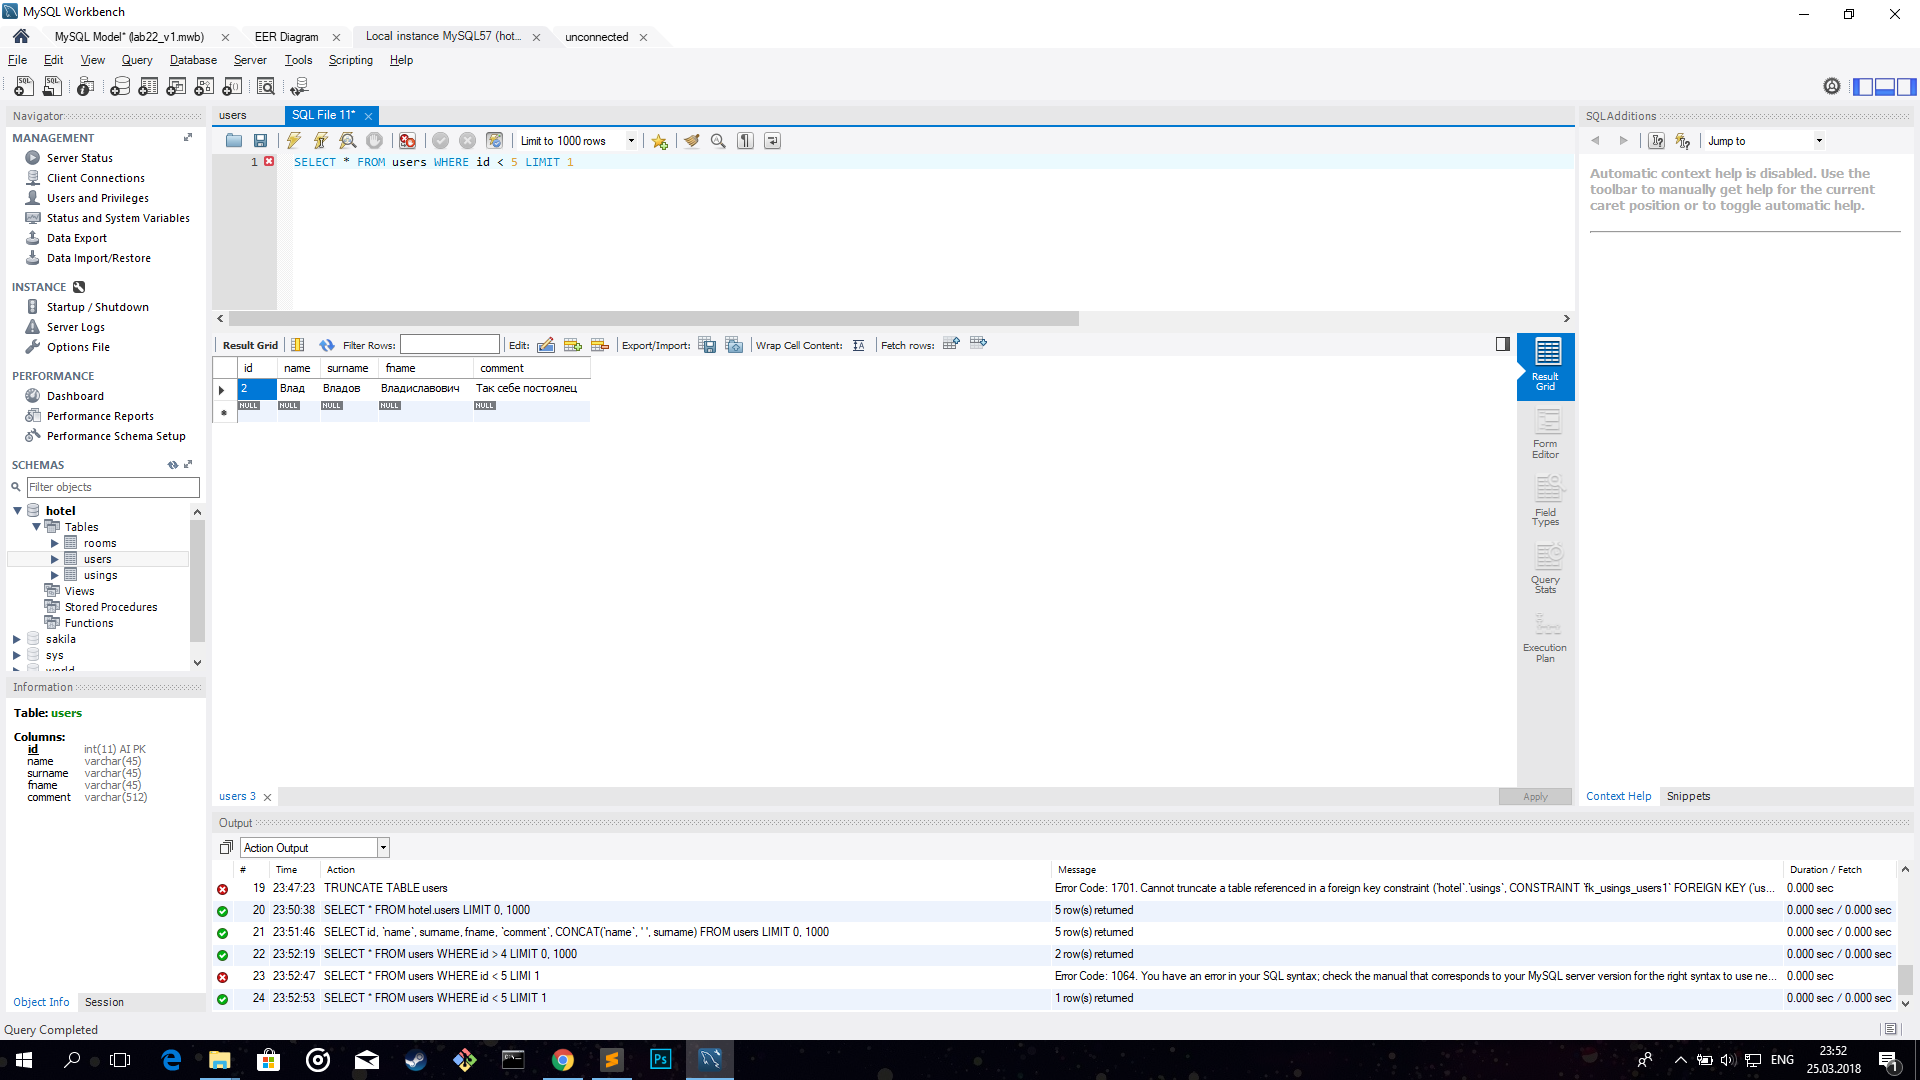 MySQL Workbench
MySQL Model* (lab22_v1.mwb)
EER Diagram
Local instance MySQL57 (hot...
unconnected
File Edit View Query Database Server Tools Scripting Help
Navigator
MANAGEMENT
Server Status
Client Connections
Users and Privileges
Status and System Variables
Data Export
Data Import/Restore
INSTANCE
Startup / Shutdown
Server Logs
Options File
PERFORMANCE
Dashboard
Performance Reports
Performance Schema Setup
SCHEMAS
Filter objects
hotel
Tables
rooms
users
usings
Views
Stored Procedures
Functions
sakila
sys
world
Information
Table: users
Columns:
id int(11) AI PK
name varchar(45)
surname varchar(45)
fname varchar(45)
comment varchar(512)
Object Info Session
Query Completed
users
SQL File 11*
Limit to 1000 rows
1 SELECT * FROM users WHERE id < 5 LIMIT 1
Result Grid Filter Rows: Edit: Export/Import: Wrap Cell Content: Fetch rows:
id name surname fname comment
2 Влад Владов Владиславович Так себе постоялец
NULL NULL NULL NULL NULL
Result Grid
Form Editor
Field Types
Query Stats
Execution Plan
users 3
Apply
SQLAdditions
Jump to
Automatic context help is disabled. Use the
toolbar to manually get help for the current
caret position or to toggle automatic help.
Context Help Snippets
Output
Action Output
# Time Action Message Duration / Fetch
19 23:47:23 TRUNCATE TABLE users Error Code: 1701. Cannot truncate a table referenced in a foreign key constraint (`hotel`.`usings`, CONSTRAINT `fk_usings_users1` FOREIGN KEY (`us... 0.000 sec
20 23:50:38 SELECT * FROM hotel.users LIMIT 0, 1000 5 row(s) returned 0.000 sec / 0.000 sec
21 23:51:46 SELECT id, `name`, surname, fname, `comment`, CONCAT(`name`, ' ', surname) FROM users LIMIT 0, 1000 5 row(s) returned 0.000 sec / 0.000 sec
22 23:52:19 SELECT * FROM users WHERE id > 4 LIMIT 0, 1000 2 row(s) returned 0.000 sec / 0.000 sec
23 23:52:47 SELECT * FROM users WHERE id < 5 LIMI 1 Error Code: 1064. You have an error in your SQL syntax; check the manual that corresponds to your MySQL server version for the right syntax to use ne... 0.000 sec
24 23:52:53 SELECT * FROM users WHERE id < 5 LIMIT 1 1 row(s) returned 0.000 sec / 0.000 sec
Ps
ENG
23:52
25.03.2018
1